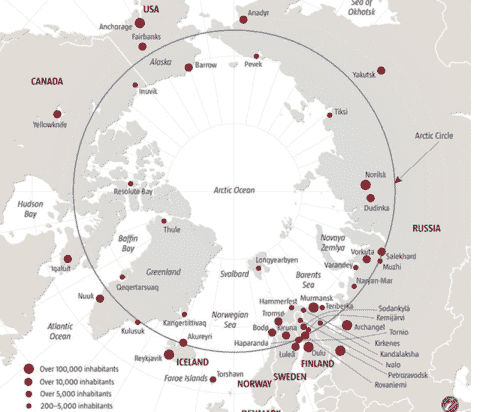 Sea of
Okhotsk
USA
Anadyr
Anchorage
Fairbanks
Alaska
Barrow
Pevek
CANADA
Yakutsk
Inuvik
Tiksi
Yellowknife
Arctic Circle
Norilsk
Resolute Bay
Arctic Ocean
Dudinka
Hudson
Bay
Thule
RUSSIA
Baffin
Bay
Novaya
Zemlya
Vorkuta
Salekhard
Iqaluit
Longyearbyen
Varandey
Muzhi
Greenland
Svalbard
Barents
Sea
Naryan-Mar
Qeqertarsuaq
Nuuk
Hammerfest
Murmansk
Teriberka
Sodankylä
Kangertittivaq
Norwegian
Sea
Tromsø
Kemijärvi
Atlantic
Ocean
Kulusuk
Bodø
Kiruna
Archangel
Akureyri
Tornio
Haparanda
Kirkenes
Reykjavik
ICELAND
Luleå
Oulu
Kandalaksha
Ivalo
FINLAND
Petrozavodsk
Over 100,000 inhabitants
Faroe Islands
Torshavn
SWEDEN
Rovaniemi
Over 10,000 inhabitants
NORWAY
Over 5,000 inhabitants
200–5,000 inhabitants